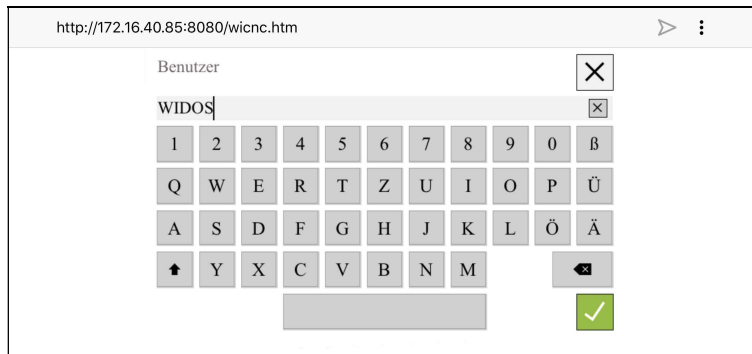 http://172.16.40.85:8080/wicnc.htm
Benutzer
WIDOS
1 2 3 4 5 6 7 8 9 0 ß
Q W E R T Z U I O P Ü
A S D F G H J K L Ö Ä
Y X C V B N M